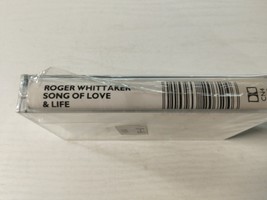 ROGER WHITTAKER
SONG OF LOVE
& LIFE